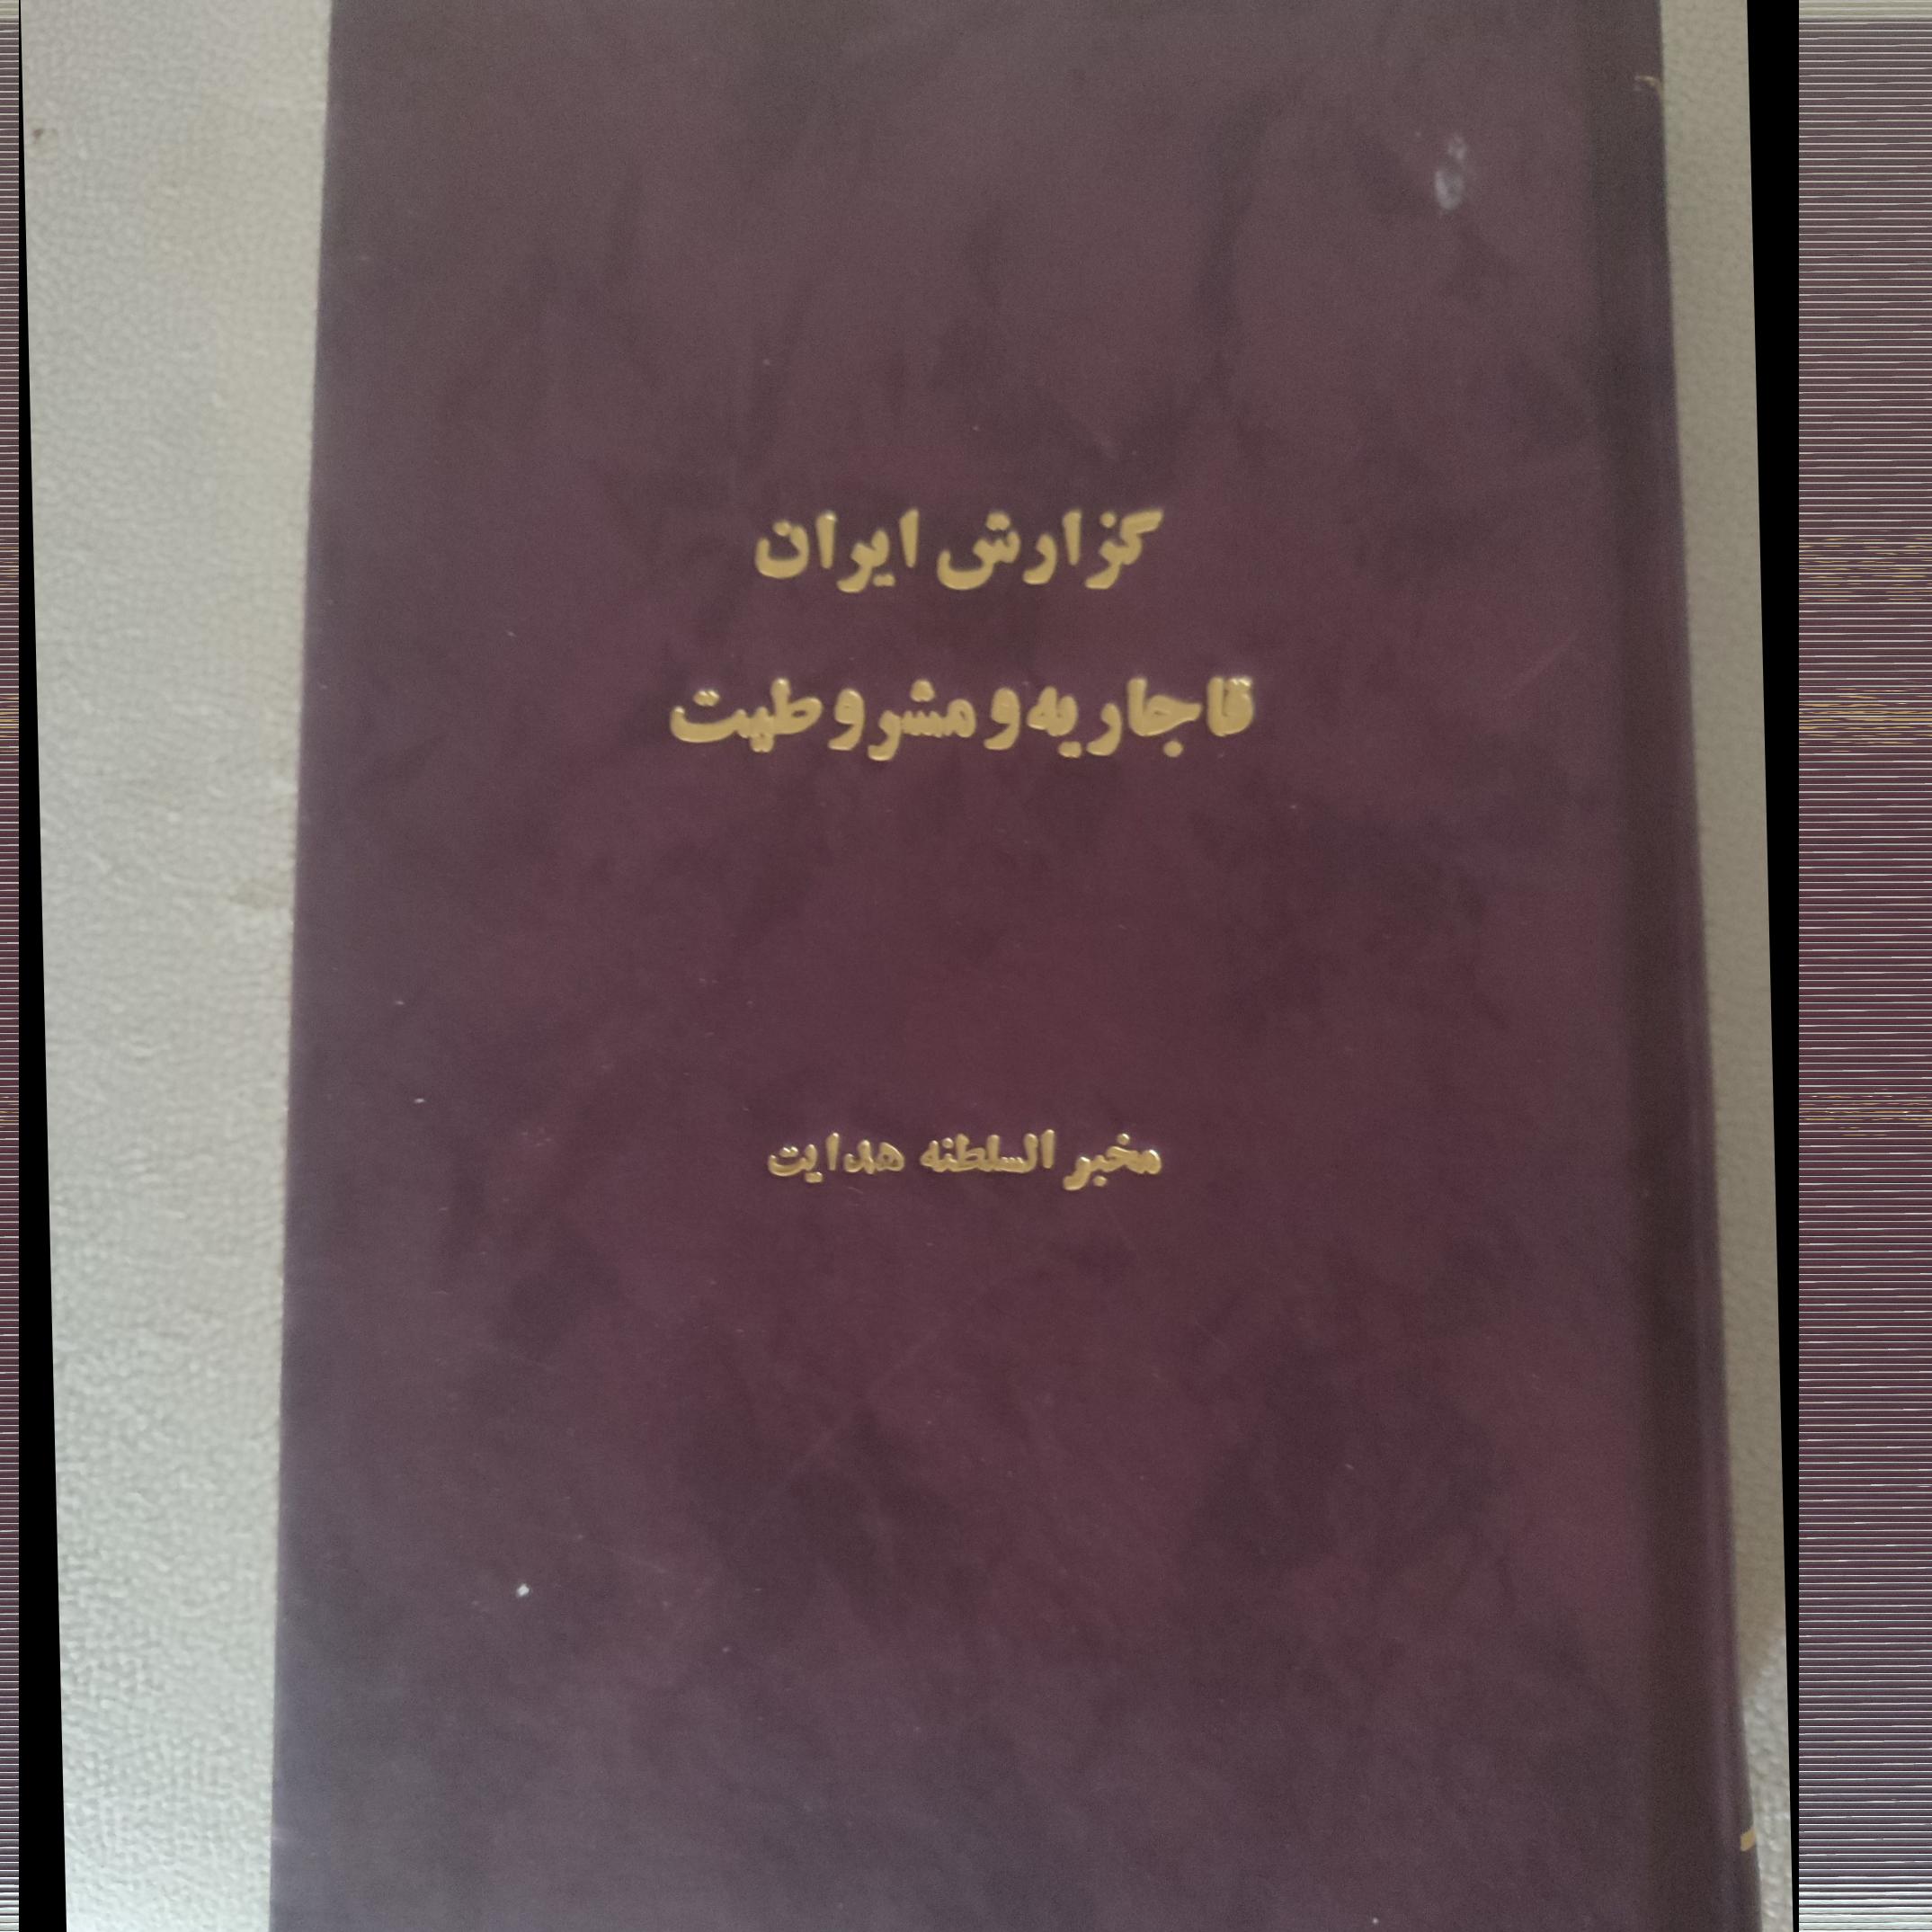 گزارش ایران
قاجاریه و مشروطیت
مخبر السلطنه هدایت